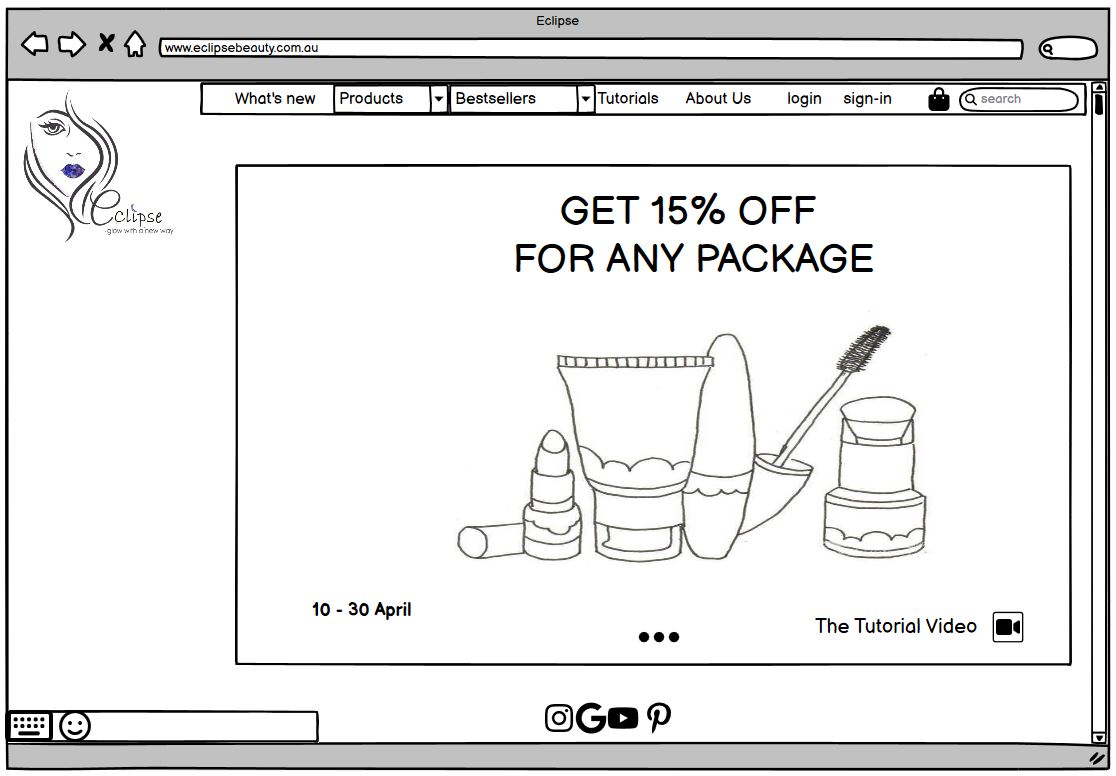 Eclipse
www.eclipsebeauty.com.au
What's new Products Bestsellers Tutorials About Us login sign-in search
Eclipse
glow with a new way
GET 15% OFF
FOR ANY PACKAGE
10 - 30 April
The Tutorial Video